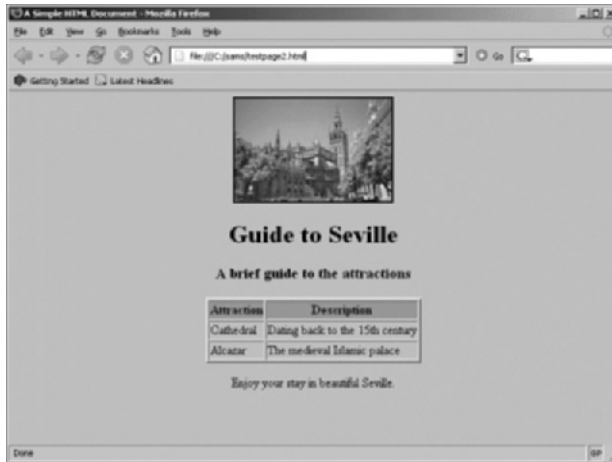 A Simple HTML Document - Mozilla Firefox
File Edit View Go Bookmarks Tools Help
file:///C:/sams/testpage2.html Go
Getting Started Latest Headlines
Guide to Seville
A brief guide to the attractions
Attraction Description
Cathedral Dating back to the 15th century
Alcazar The medieval Islamic palace
Enjoy your stay in beautiful Seville.
Done